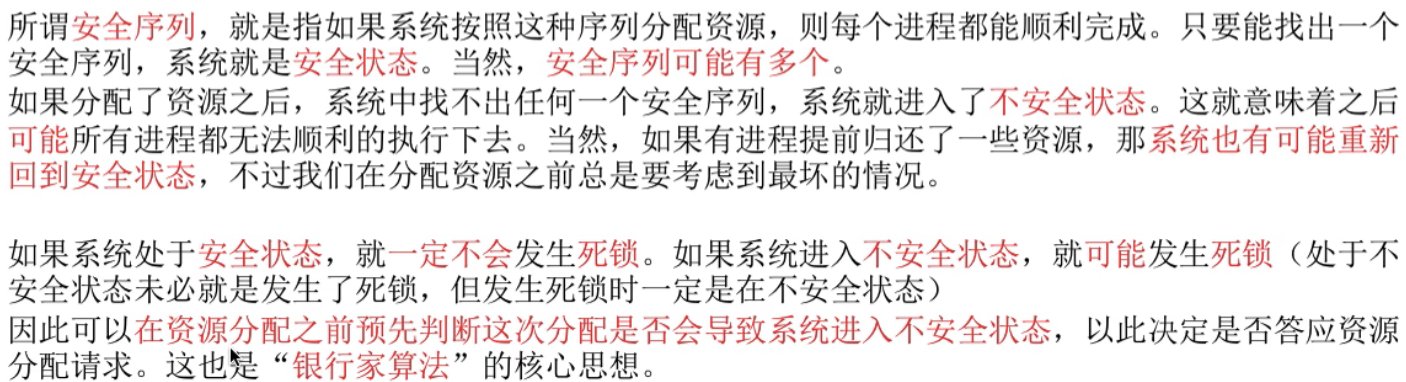 所谓安全序列，就是指如果系统按照这种序列分配资源，则每个进程都能顺利完成。只要能找出一个
安全序列，系统就是安全状态。当然，安全序列可能有多个。
如果分配了资源之后，系统中找不出任何一个安全序列，系统就进入了不安全状态。这就意味着之后
可能所有进程都无法顺利的执行下去。当然，如果有进程提前归还了一些资源，那系统也有可能重新
回到安全状态，不过我们在分配资源之前总是要考虑到最坏的情况。
如果系统处于安全状态，就一定不会发生死锁。如果系统进入不安全状态，就可能发生死锁（处于不
安全状态未必就是发生了死锁，但发生死锁时一定是在不安全状态）
因此可以在资源分配之前预先判断这次分配是否会导致系统进入不安全状态，以此决定是否答应资源
分配请求。这也是“银行家算法”的核心思想。